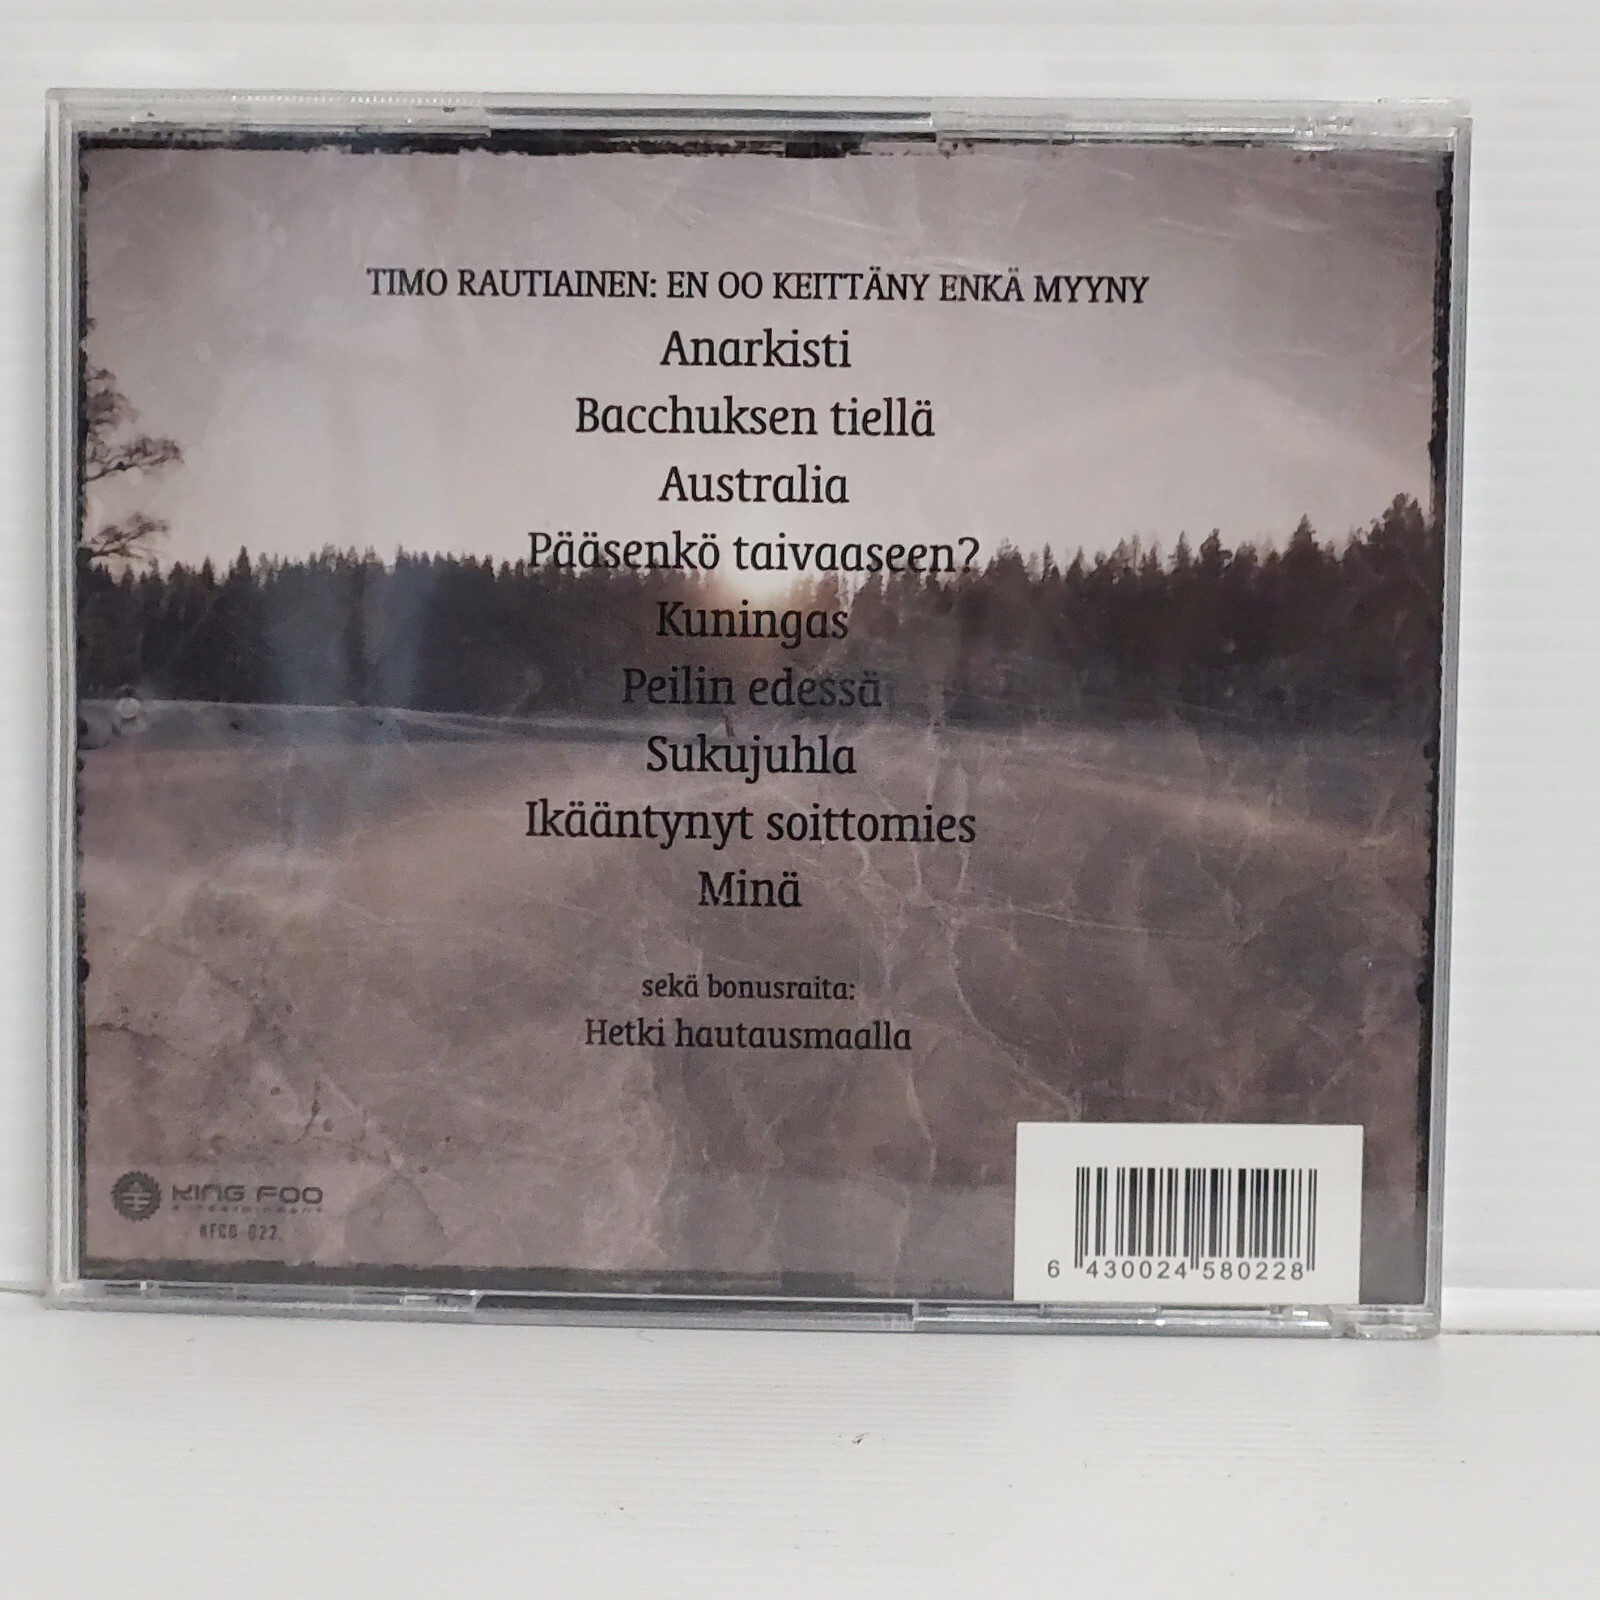 TIMO RAUTIAINEN: EN OO KEITTÄNY ENKÄ MYYNY
Anarkisti
Bacchuksen tiellä
Australia
Pääsenkö taivaaseen?
Kuningas
Peilin edessä
Sukujuhla
Ikääntynyt soittomies
Minä
sekä bonusraita:
Hetki hautausmaalla
KING FOO
entertainment
KFCD-022
6 430024 580228